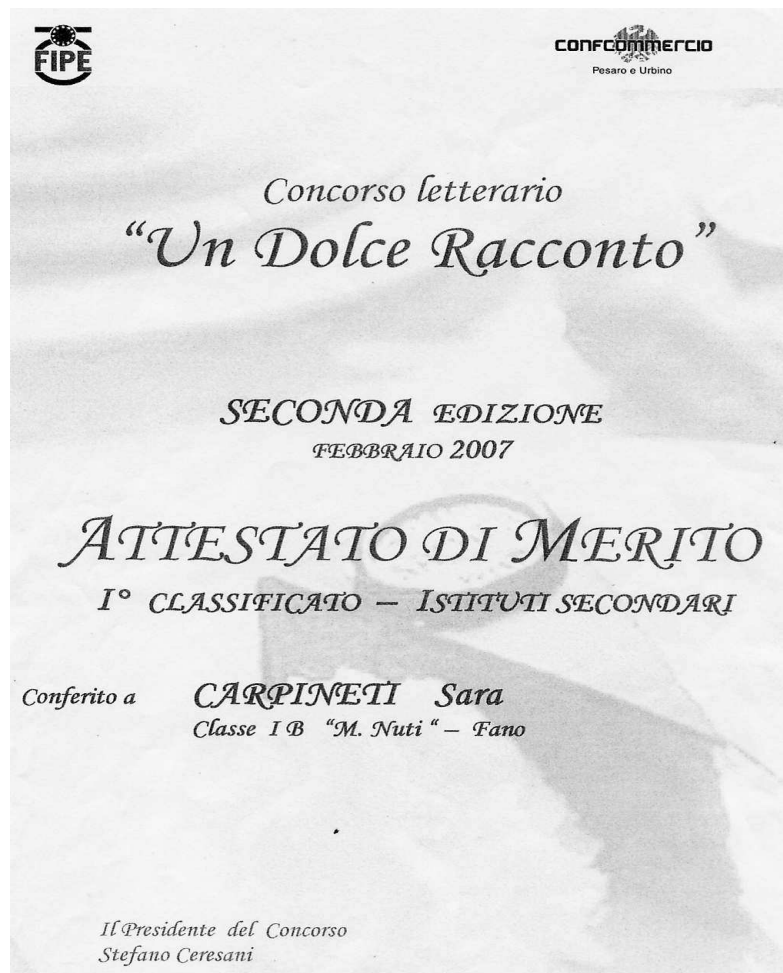 FIPE
CONFCOMMERCIO
Pesaro e Urbino
Concorso letterario
“Un Dolce Racconto”
SECONDA EDIZIONE
FEBBRAIO 2007
ATTESTATO DI MERITO
I° CLASSIFICATO – ISTITUTI SECONDARI
Conferito a CARPINETI Sara
Classe I B “M. Nuti “ – Fano
Il Presidente del Concorso
Stefano Ceresani